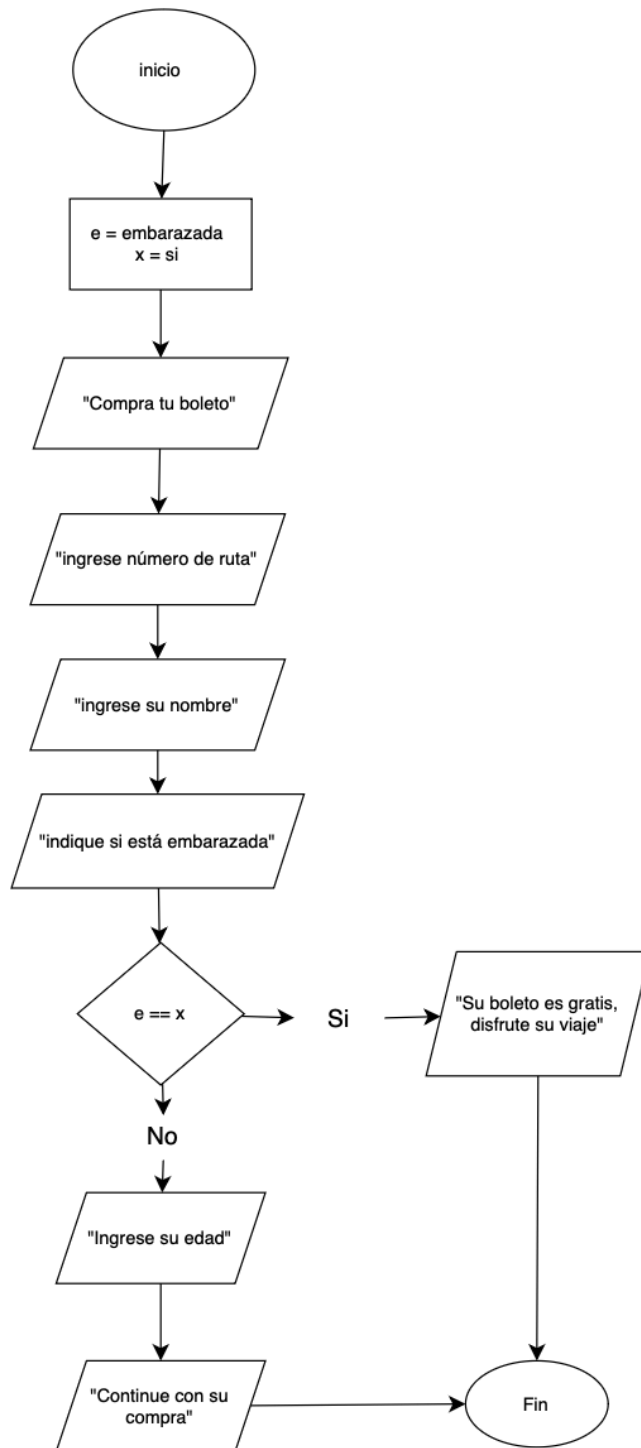 inicio
e = embarazada
x = si
"Compra tu boleto"
"ingrese número de ruta"
"ingrese su nombre"
"indique si está embarazada"
e == x
Si
"Su boleto es gratis,
disfrute su viaje"
No
"Ingrese su edad"
"Continue con su
compra"
Fin